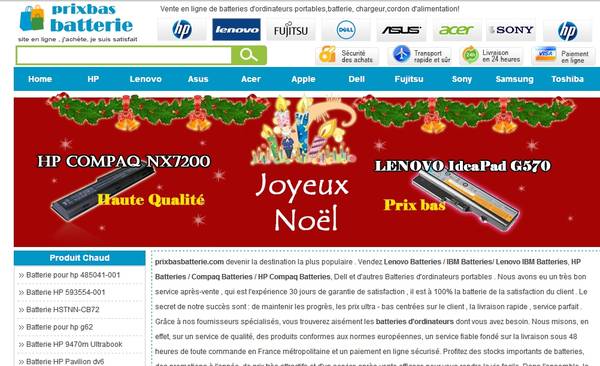 prixbas
batterie
site en ligne , j'achète, je suis satisfait
Vente en ligne de batteries d'ordinateurs portables,batterie, chargeur,cordon d'alimentation!
hp lenovo FUJITSU DELL ASUS acer SONY hp
Sécurité des achats
Transport rapide et sûr
Livraison en 24 heures
VISA
Paiement en ligne
Home HP Lenovo Asus Acer Apple Dell Fujitsu Sony Samsung Toshiba
HP COMPAQ NX7200
Haute Qualité
Joyeux
Noël
LENOVO IdeaPad G570
Prix bas
Produit Chaud
Batterie pour hp 485041-001
Batterie HP 593554-001
Batterie HSTNN-CB72
Batterie pour hp g62
Batterie HP 9470m Ultrabook
Batterie HP Pavilion dv6
prixbasbatterie.com devenir la destination la plus populaire . Vendez Lenovo Batteries / IBM Batteries/ Lenovo IBM Batteries, HP
Batteries / Compaq Batteries / HP Compaq Batteries, Dell et d'autres Batteries d'ordinateurs portables . Nous avons eu un très bon
service après-vente , qui est l'expérience 30 jours de garantie de satisfaction , il est à 100% la batterie de la satisfaction du client . Le
secret de notre succès sont : de maintenir les progrès, les prix ultra - bas centrées sur le client , la livraison rapide , service parfait .
Grâce à nos fournisseurs spécialisés, vous trouverez aisément les batteries d'ordinateurs dont vous avez besoin. Nous misons, en
effet, sur un service de qualité, des produits conformes aux normes européennes, un service fiable fondé sur la livraison sous 48
heures de toute commande en France métropolitaine et un paiement en ligne sécurisé. Profitez des stocks importants de batteries,